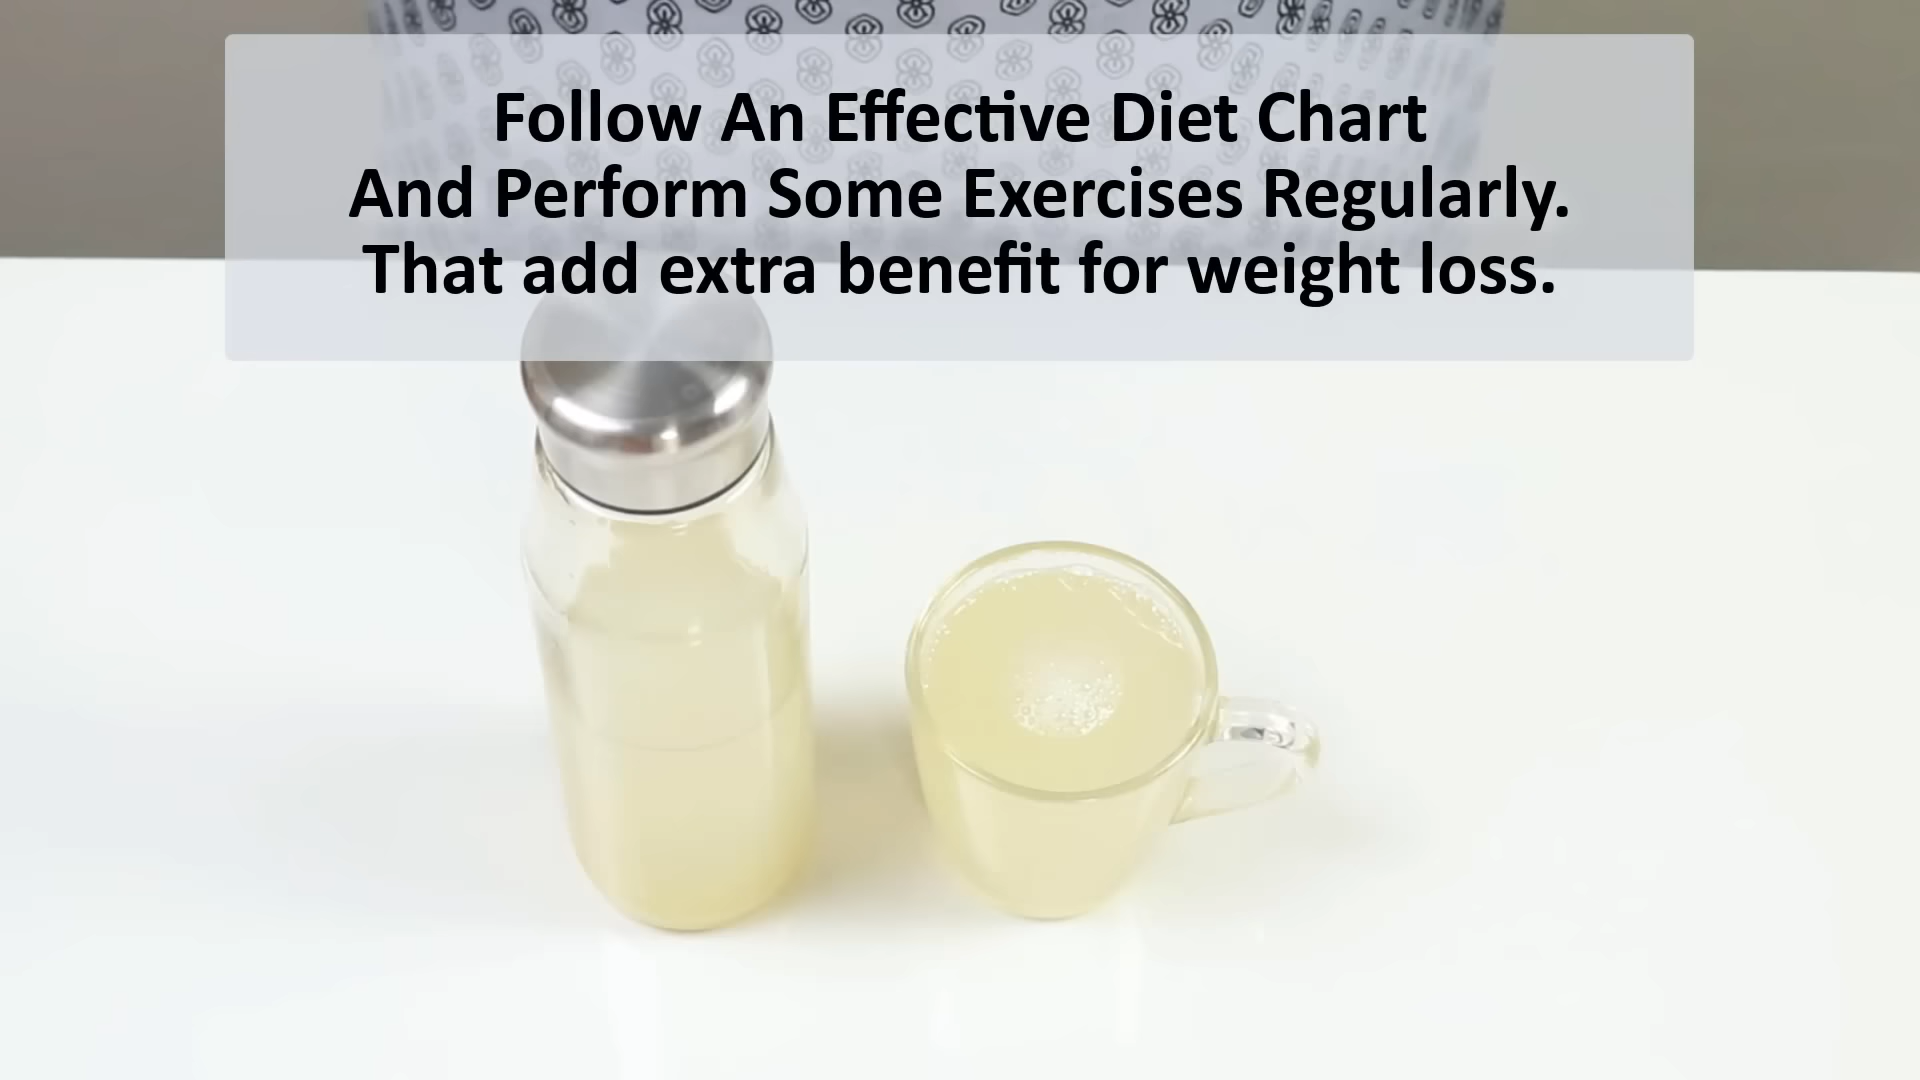 Follow An Effective Diet Chart
And Perform Some Exercises Regularly.
That add extra benefit for weight loss.